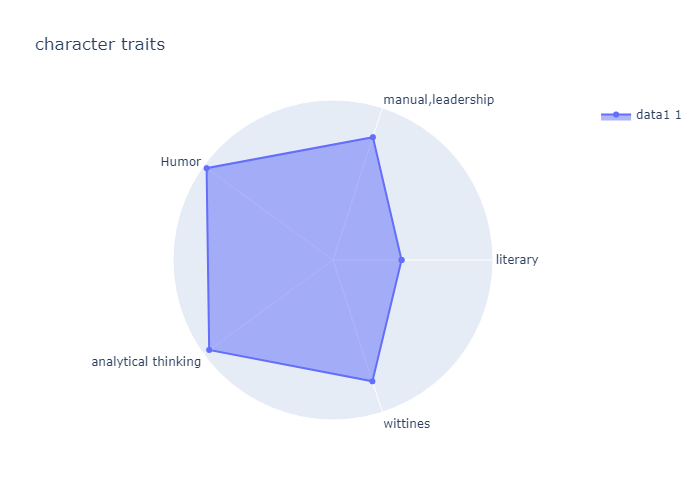 character traits
manual,leadership
data1 1
Humor
literary
analytical thinking
wittines